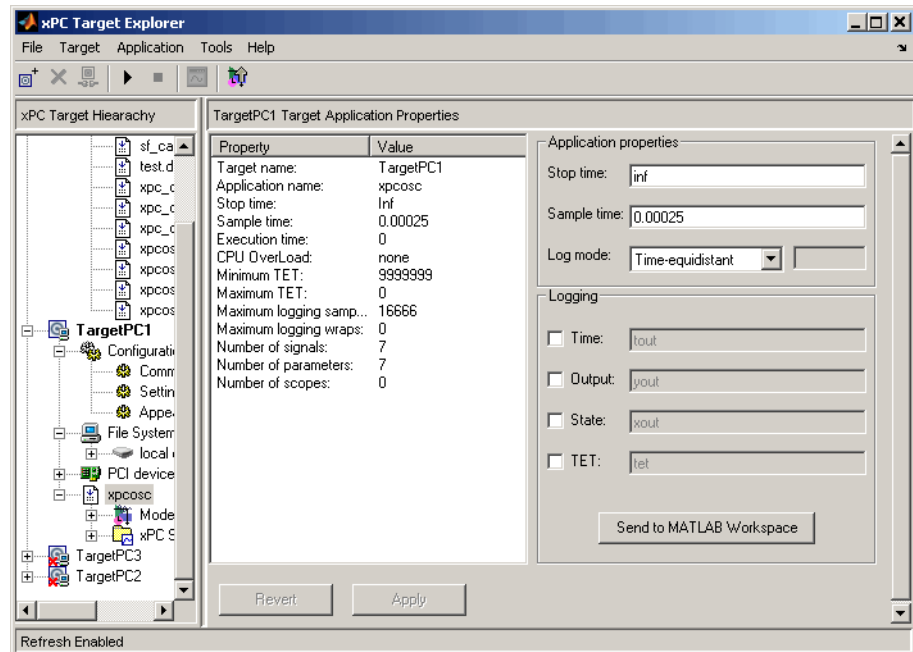 xPC Target Explorer
File Target Application Tools Help
xPC Target Hiearachy
sf_ca
test.d
xpc_
xpc_
xpc_
xpcos
xpcos
xpcos
xpcos
TargetPC1
Configurati
Comm
Settin
Appe
File System
local
PCI device
xpcosc
Mode
xPC S
TargetPC3
TargetPC2
TargetPC1 Target Application Properties
Property Value
Target name: TargetPC1
Application name: xpcosc
Stop time: Inf
Sample time: 0.00025
Execution time: 0
CPU OverLoad: none
Minimum TET: 9999999
Maximum TET: 0
Maximum logging samp... 16666
Maximum logging wraps: 0
Number of signals: 7
Number of parameters: 7
Number of scopes: 0
Revert Apply
Application properties
Stop time: inf
Sample time: 0.00025
Log mode: Time-equidistant
Logging
Time: tout
Output: yout
State: xout
TET: tet
Send to MATLAB Workspace
Refresh Enabled